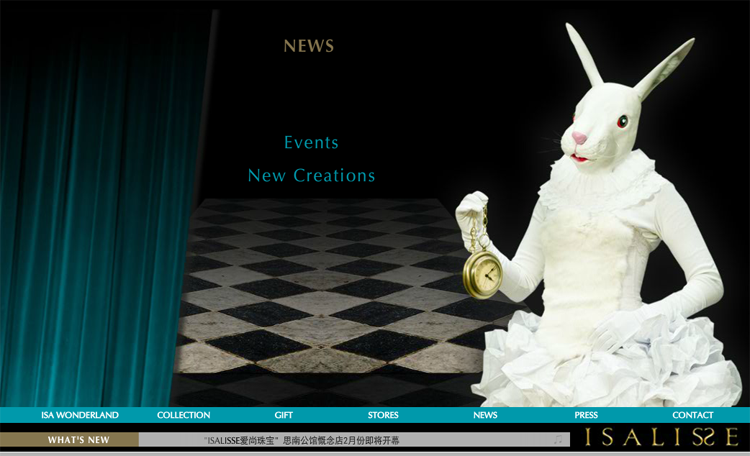 NEWS
Events
New Creations
ISA WONDERLAND COLLECTION GIFT STORES NEWS PRESS CONTACT
WHAT'S NEW "ISALISSE爱尚珠宝" 思南公馆慨念店2月份即将开幕
ISALISSE